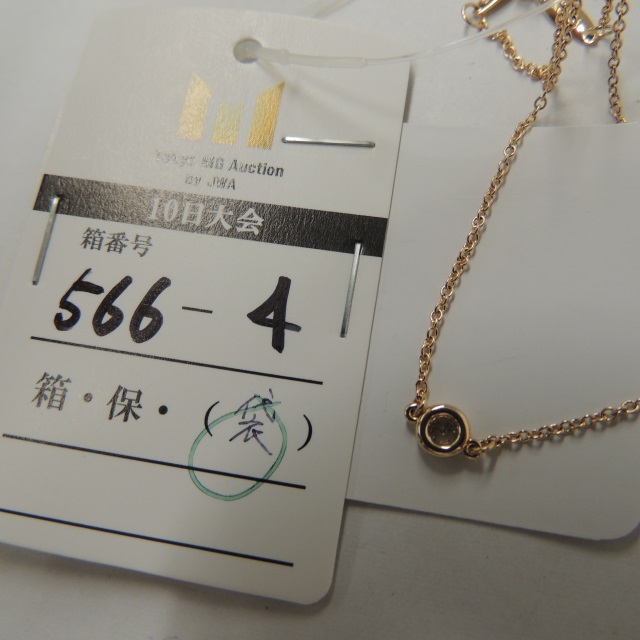 MG Auction
by JWA
10日大会
箱番号
566-4
箱・保・(袋)